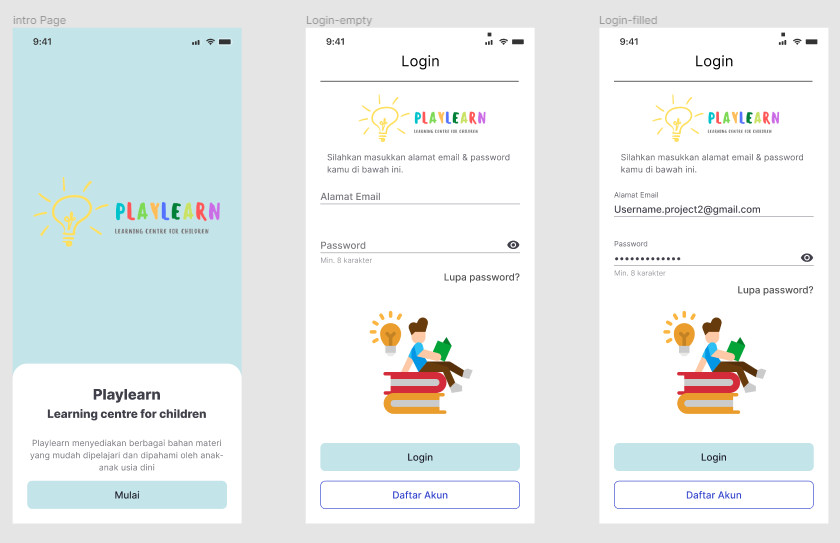 intro Page
9:41
PLAYLEARN
LEARNING CENTRE FOR CHILDREN
Playlearn
Learning centre for children
Playlearn menyediakan berbagai bahan materi
yang mudah dipelajari dan dipahami oleh anak-
anak usia dini
Mulai
Login-empty
9:41
Login
PLAYLEARN
LEARNING CENTRE FOR CHILDREN
Silahkan masukkan alamat email & password
kamu di bawah ini.
Alamat Email
Password
Min. 8 karakter
Lupa password?
Login
Daftar Akun
Login-filled
9:41
Login
PLAYLEARN
LEARNING CENTRE FOR CHILDREN
Silahkan masukkan alamat email & password
kamu di bawah ini.
Alamat Email
Username.project2@gmail.com
Password
•••••••••••••
Min. 8 karakter
Lupa password?
Login
Daftar Akun